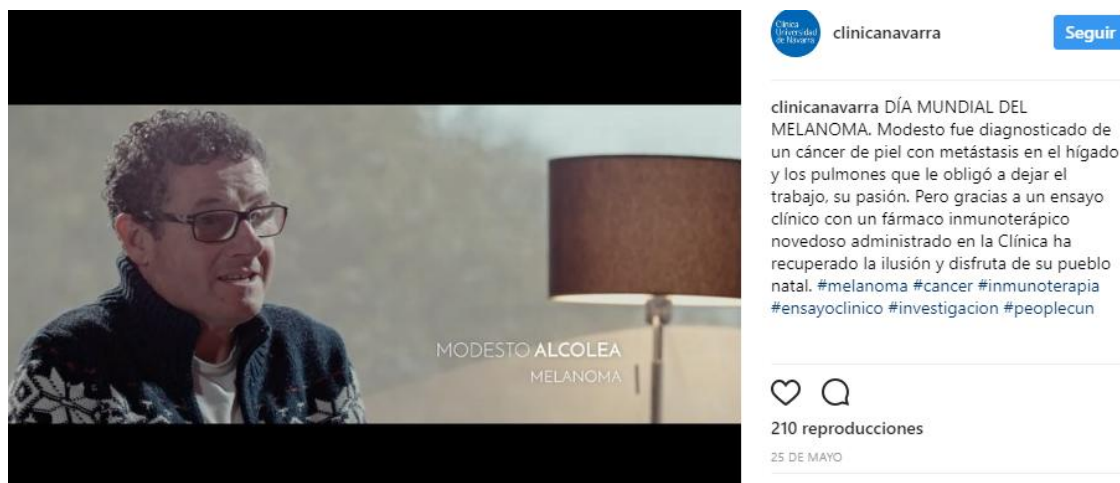 MODESTO ALCOLEA
MELANOMA
Clínica
Universidad
de Navarra
clinicanavarra
Seguir
clinicanavarra DÍA MUNDIAL DEL
MELANOMA. Modesto fue diagnosticado de
un cáncer de piel con metástasis en el hígado
y los pulmones que le obligó a dejar el
trabajo, su pasión. Pero gracias a un ensayo
clínico con un fármaco inmunoterápico
novedoso administrado en la Clínica ha
recuperado la ilusión y disfruta de su pueblo
natal. #melanoma #cancer #inmunoterapia
#ensayoclinico #investigacion #peoplecun
210 reproducciones
25 DE MAYO